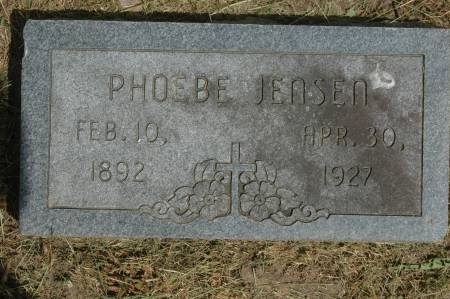 PHOEBE JENSEN
FEB. 10, APR. 30,
1892 1927